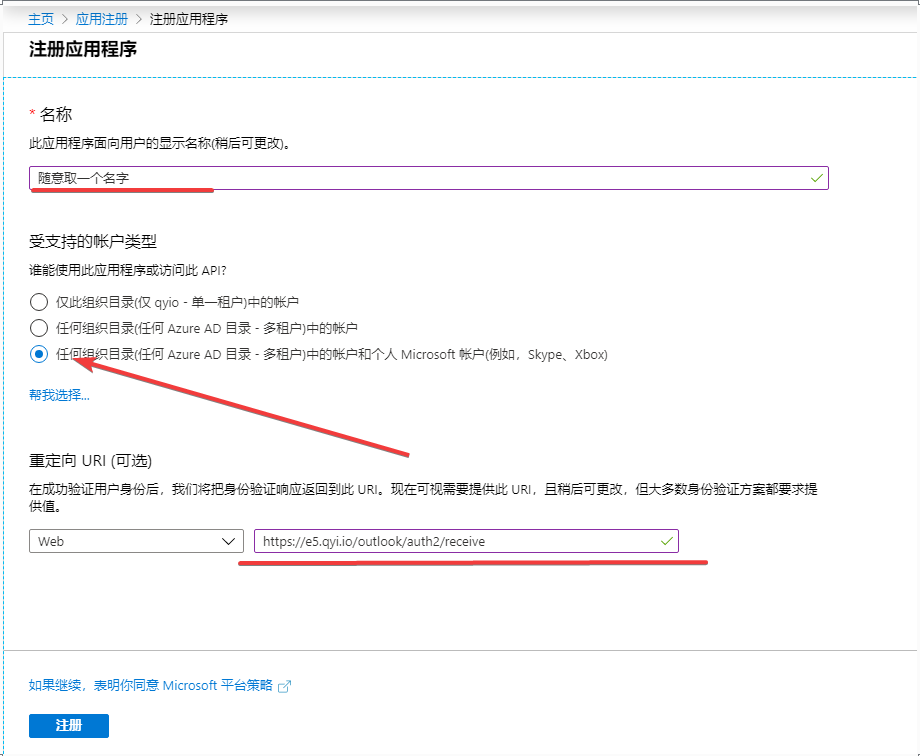 主页 > 应用注册 > 注册应用程序
注册应用程序
* 名称
此应用程序面向用户的显示名称(稍后可更改)。
随意取一个名字
受支持的帐户类型
谁能使用此应用程序或访问此 API?
仅此组织目录(仅 qyio - 单一租户)中的帐户
任何组织目录(任何 Azure AD 目录 - 多租户)中的帐户
任何组织目录(任何 Azure AD 目录 - 多租户)中的帐户和个人 Microsoft 帐户(例如，Skype、Xbox)
帮我选择...
重定向 URI (可选)
在成功验证用户身份后，我们将把身份验证响应返回到此 URI。现在可视需要提供此 URI，且稍后可更改，但大多数身份验证方案都要求提
供值。
Web https://e5.qyi.io/outlook/auth2/receive
如果继续，表明你同意 Microsoft 平台策略
注册